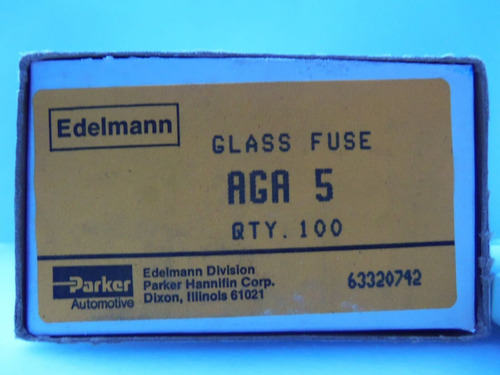 Edelmann
GLASS FUSE
AGA 5
QTY. 100
Parker
Automotive
Edelmann Division
Parker Hannifin Corp.
Dixon, Illinois 61021
63320742